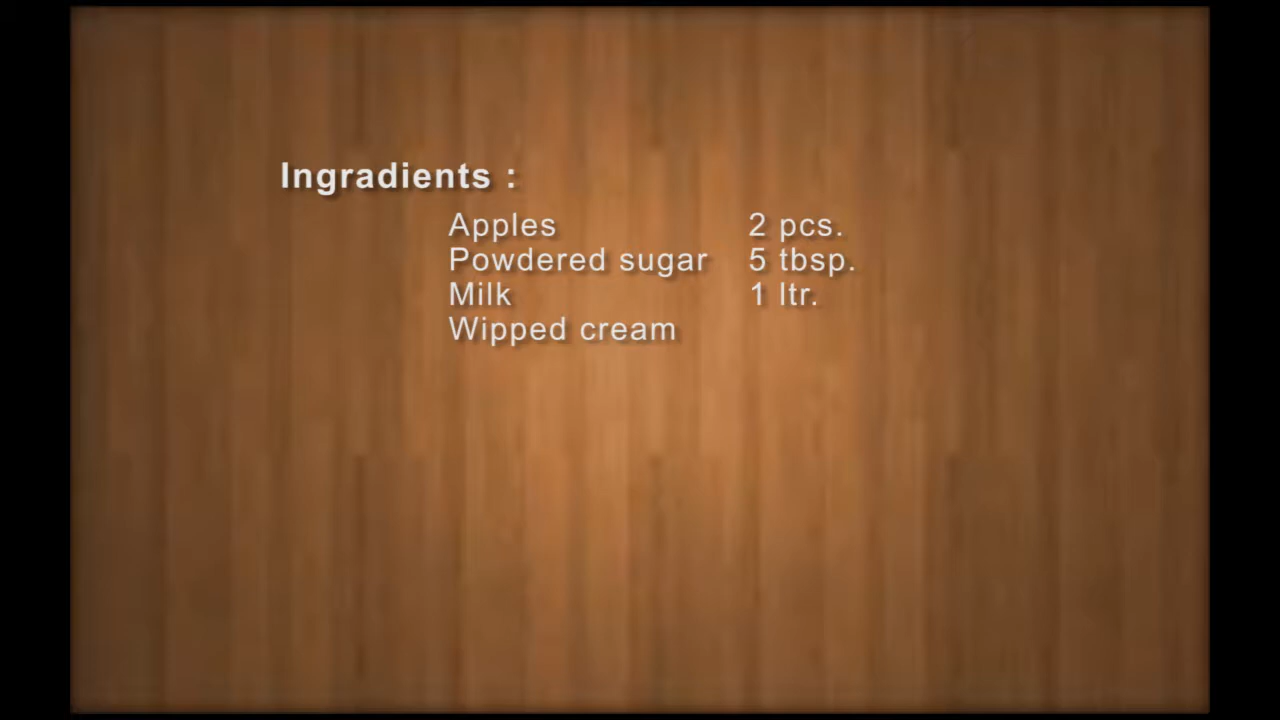 Ingradients :
Apples 2 pcs.
Powdered sugar 5 tbsp.
Milk 1 ltr.
Wipped cream